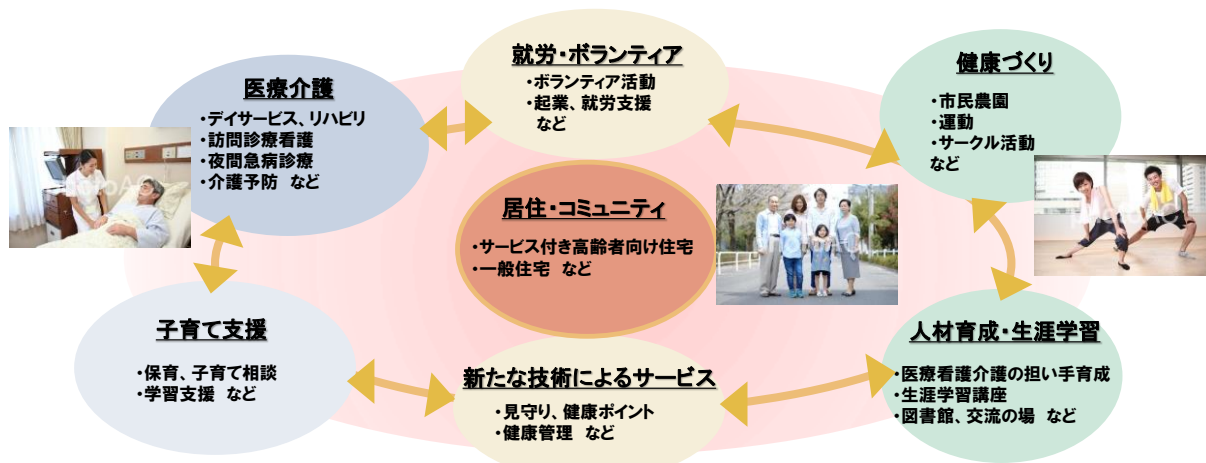 就労・ボランティア
・ボランティア活動
・起業、就労支援
など
医療介護
・デイサービス、リハビリ
・訪問診療看護
・夜間急病診療
・介護予防 など
健康づくり
・市民農園
・運動
・サークル活動
など
居住・コミュニティ
・サービス付き高齢者向け住宅
・一般住宅 など
子育て支援
・保育、子育て相談
・学習支援 など
新たな技術によるサービス
・見守り、健康ポイント
・健康管理 など
人材育成・生涯学習
・医療看護介護の担い手育成
・生涯学習講座
・図書館、交流の場 など